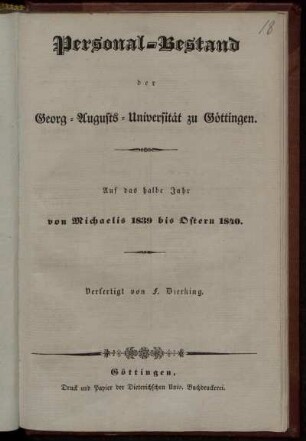 18
Personal-Bestand
der
Georg-Augusts-Universität zu Göttingen.
Auf das halbe Jahr
von Michaelis 1839 bis Ostern 1840.
Verfertigt von F. Dierking.
Göttingen,
Druck und Papier der Dieterichschen Univ. Buchdruckerei.